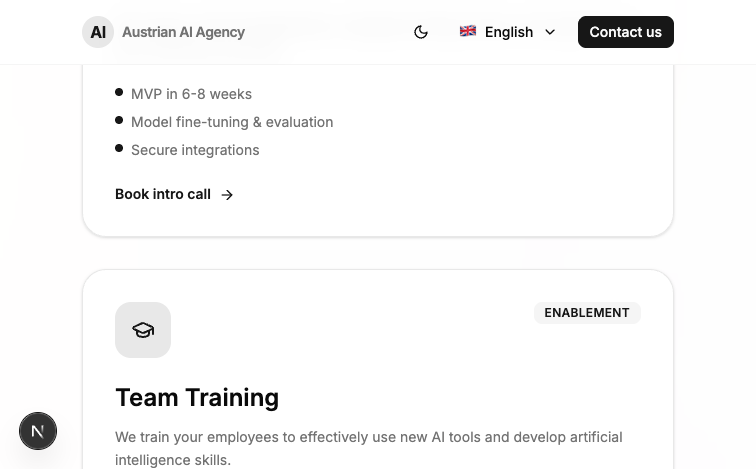 AI Austrian AI Agency English Contact us
MVP in 6-8 weeks
Model fine-tuning & evaluation
Secure integrations
Book intro call →
ENABLEMENT
Team Training
We train your employees to effectively use new AI tools and develop artificial
intelligence skills.
N